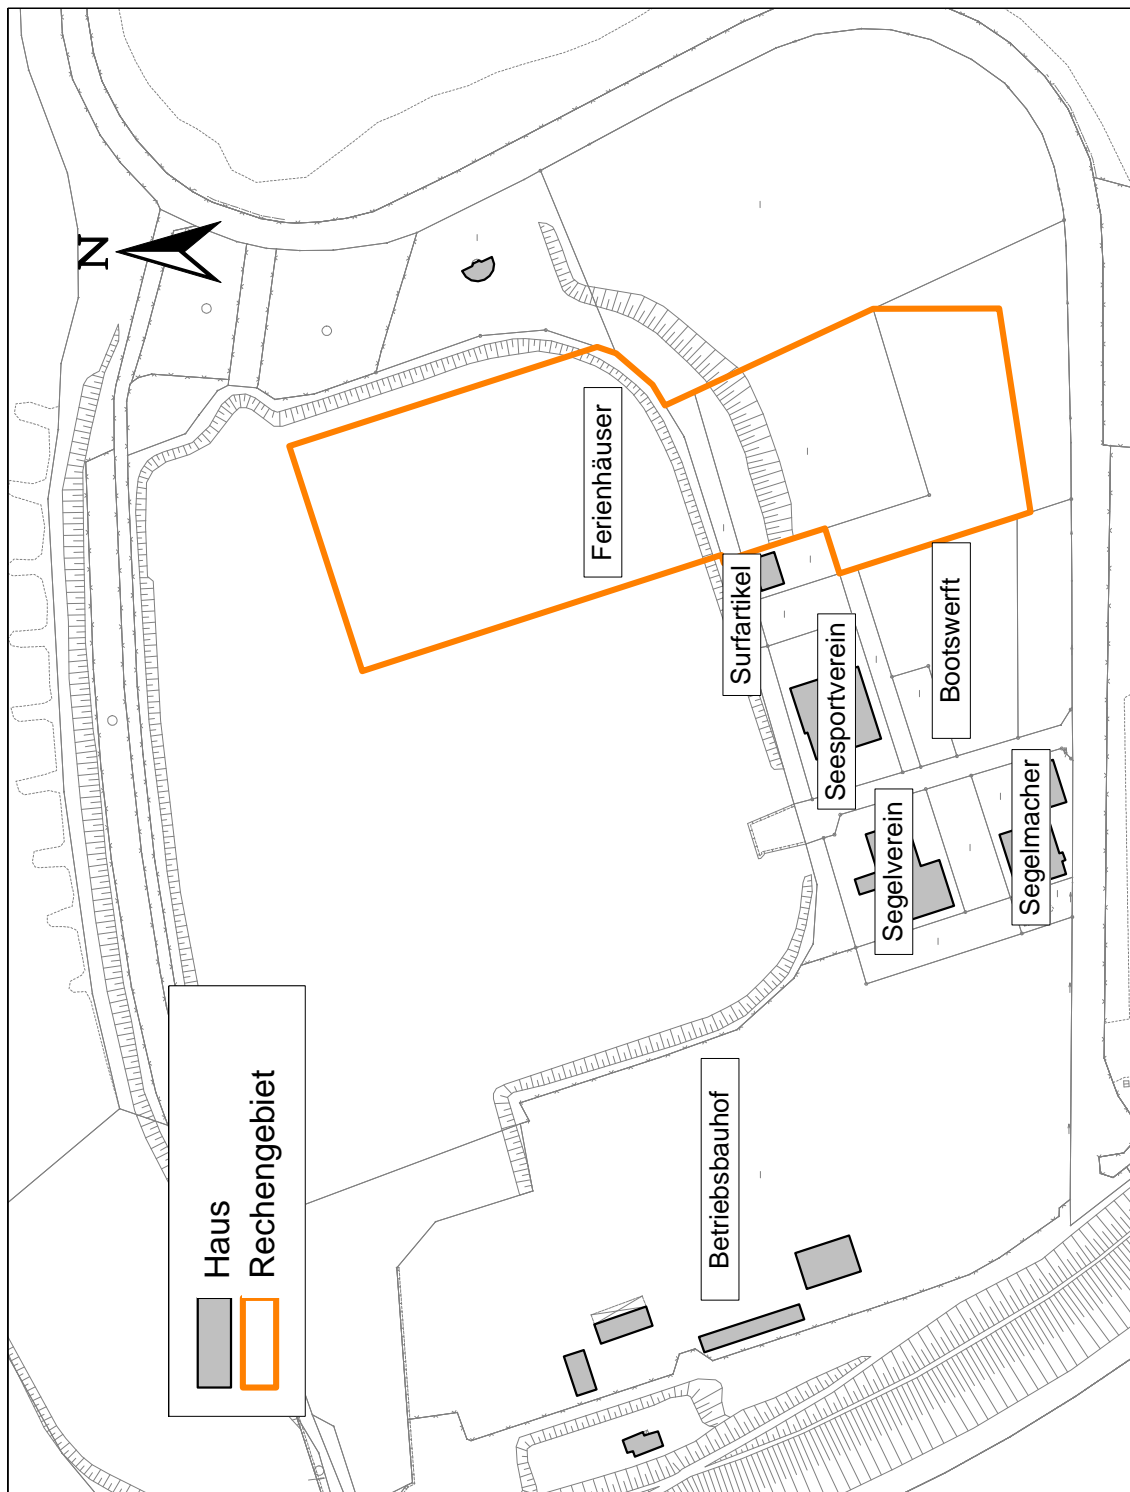 N
Ferienhäuser
Surfartikel
Seesportverein
Bootswerft
Segelverein
Segelmacher
Betriebsbauhof
Haus
Rechengebiet